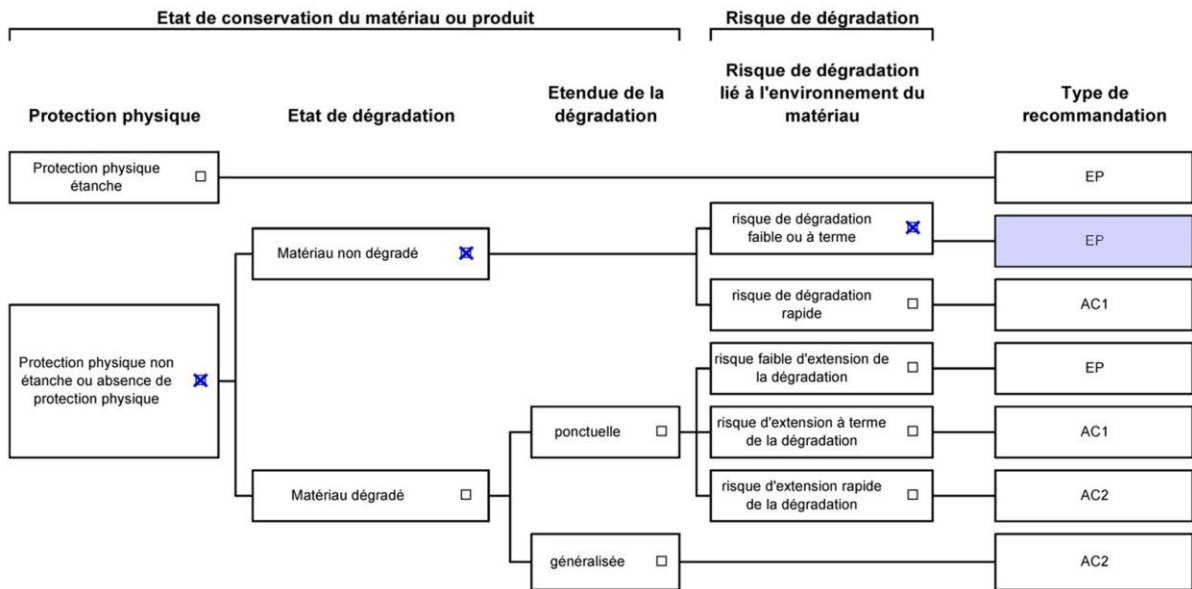 Etat de conservation du matériau ou produit
Risque de dégradation
Protection physique
Etat de dégradation
Etendue de la
dégradation
Risque de dégradation
lié à l'environnement du
matériau
Type de
recommandation
Protection physique
étanche
EP
Protection physique non
étanche ou absence de
protection physique
Matériau non dégradé
risque de dégradation
faible ou à terme
EP
risque de dégradation
rapide
AC1
Matériau dégradé
ponctuelle
risque faible d'extension de
la dégradation
EP
risque d'extension à terme
de la dégradation
AC1
risque d'extension rapide
de la dégradation
AC2
généralisée
AC2